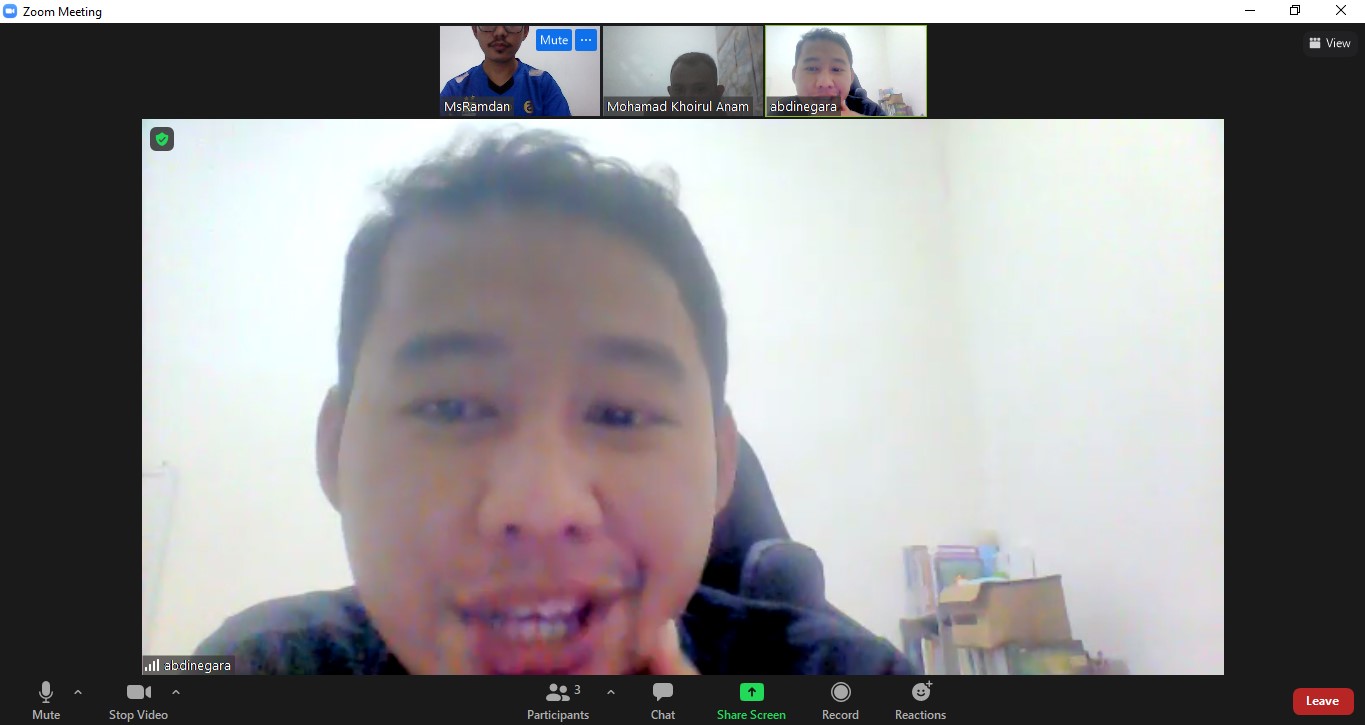 Zoom Meeting
View
Mute
MsRamdan
Mohamad Khoirul Anam
abdinegara
abdinegara
Mute
Stop Video
Participants
3
Chat
Share Screen
Record
Reactions
Leave